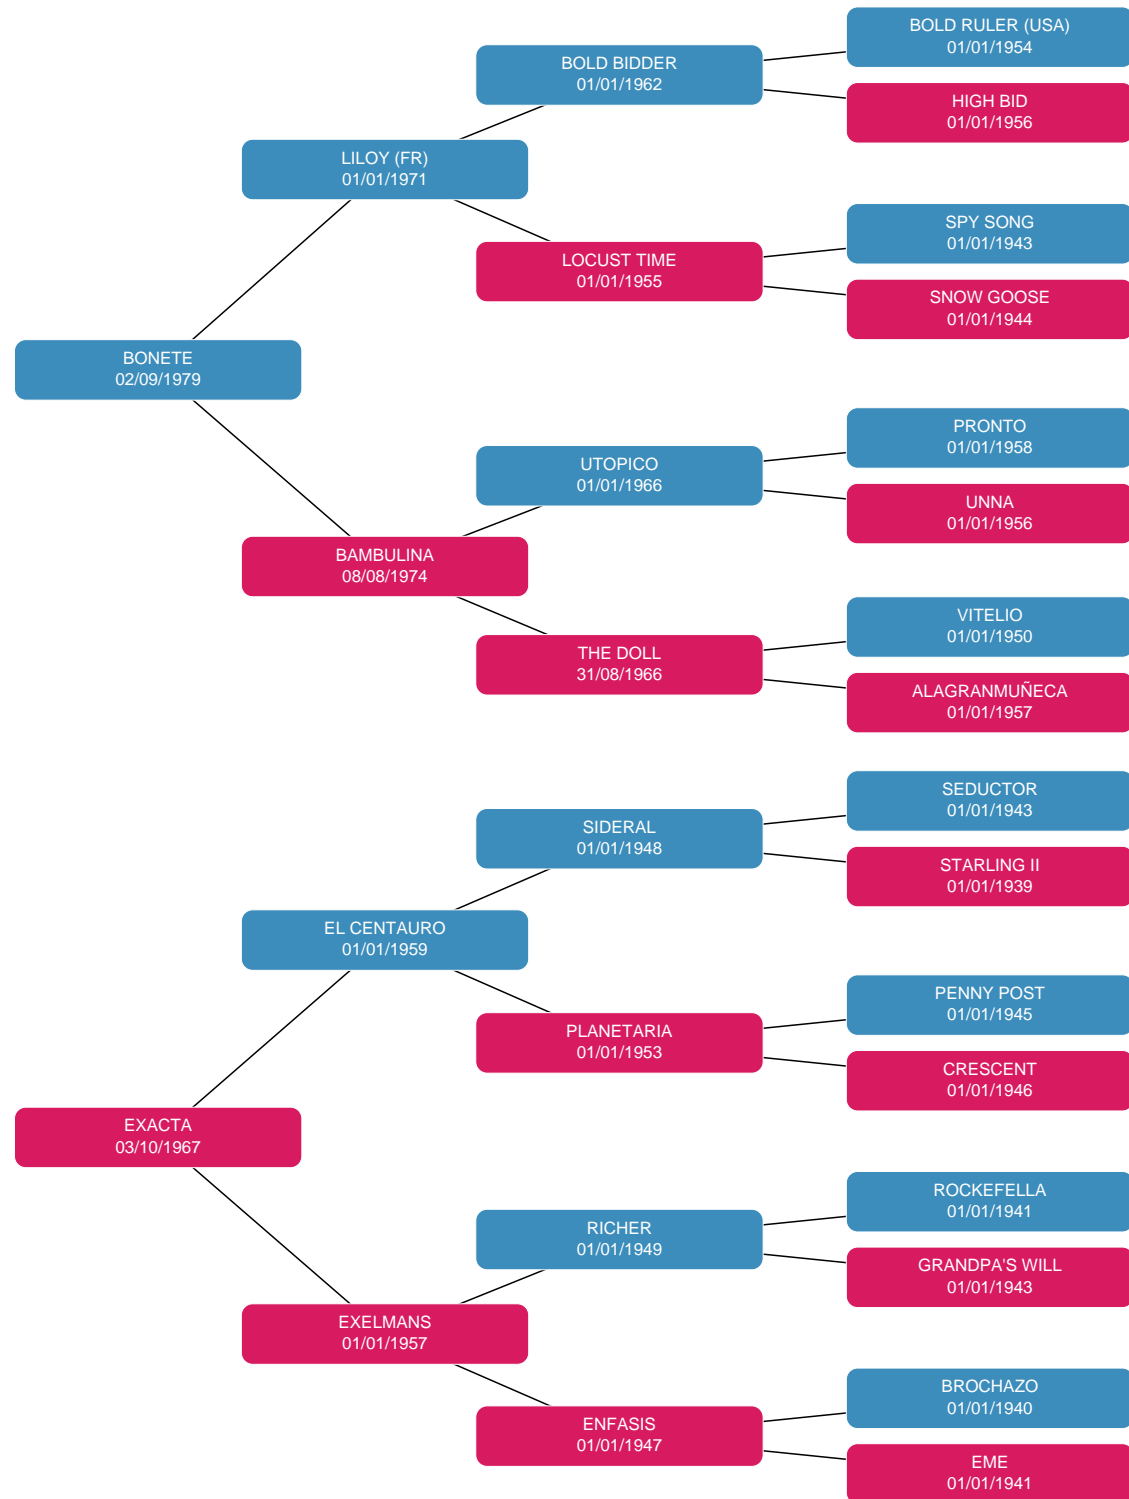 BOLD RULER (USA)
01/01/1954
BOLD BIDDER
01/01/1962
HIGH BID
01/01/1956
LILOY (FR)
01/01/1971
SPY SONG
01/01/1943
LOCUST TIME
01/01/1955
SNOW GOOSE
01/01/1944
BONETE
02/09/1979
PRONTO
01/01/1958
UTOPICO
01/01/1966
UNNA
01/01/1956
BAMBULINA
08/08/1974
VITELIO
01/01/1950
THE DOLL
31/08/1966
ALAGRANMUÑECA
01/01/1957
SEDUCTOR
01/01/1943
SIDERAL
01/01/1948
STARLING II
01/01/1939
EL CENTAURO
01/01/1959
PENNY POST
01/01/1945
PLANETARIA
01/01/1953
CRESCENT
01/01/1946
EXACTA
03/10/1967
ROCKEFELLA
01/01/1941
RICHER
01/01/1949
GRANDPA'S WILL
01/01/1943
EXELMANS
01/01/1957
BROCHAZO
01/01/1940
ENFASIS
01/01/1947
EME
01/01/1941